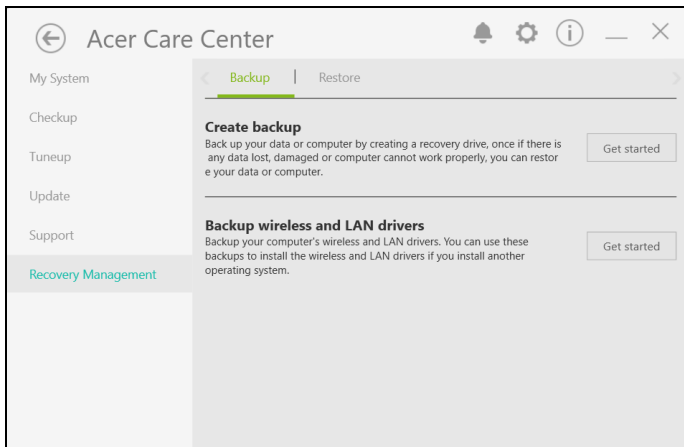 Acer Care Center
My System
Checkup
Tuneup
Update
Support
Recovery Management
Backup | Restore
Create backup
Back up your data or computer by creating a recovery drive, once if there is
any data lost, damaged or computer cannot work properly, you can restor
e your data or computer.
Get started
Backup wireless and LAN drivers
Backup your computer's wireless and LAN drivers. You can use these
backups to install the wireless and LAN drivers if you install another
operating system.
Get started